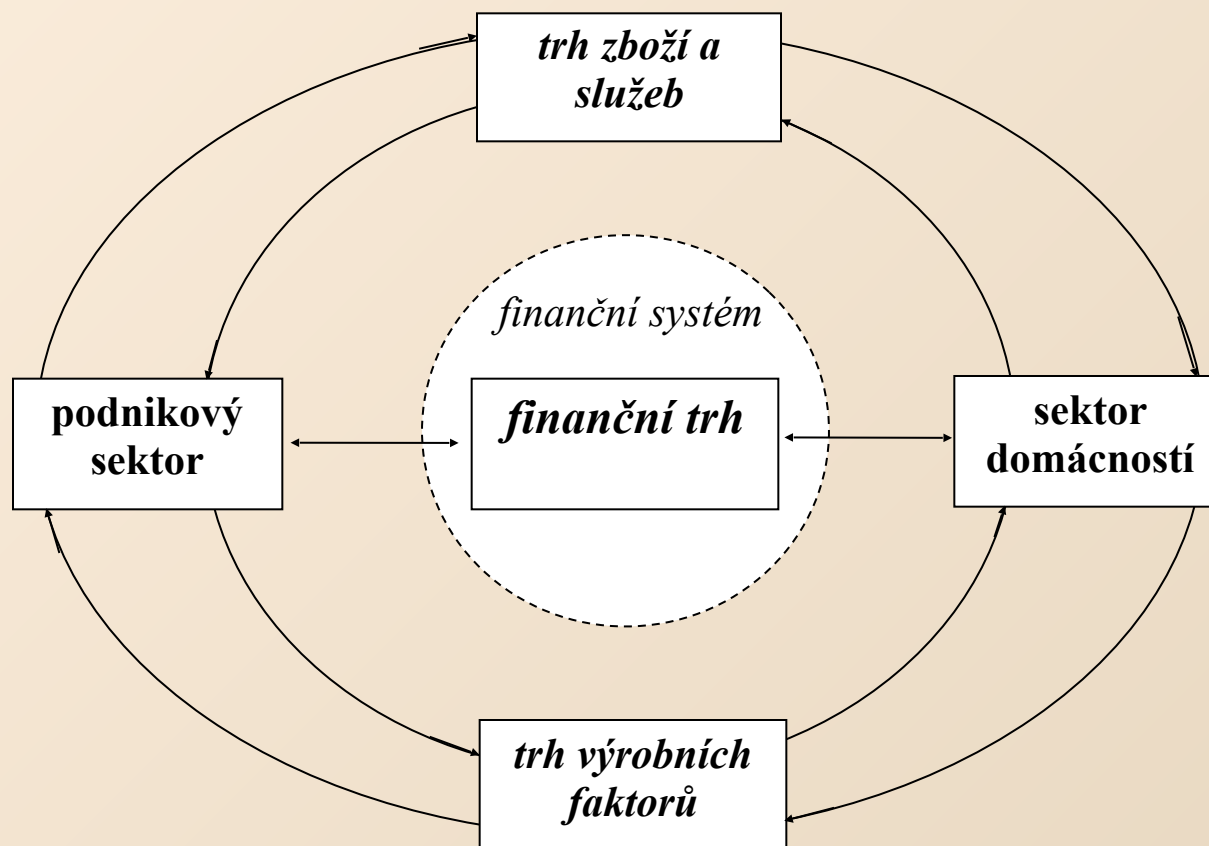 trh zboží a
služeb
finanční systém
podnikový
sektor
finanční trh
sektor
domácností
trh výrobních
faktorů